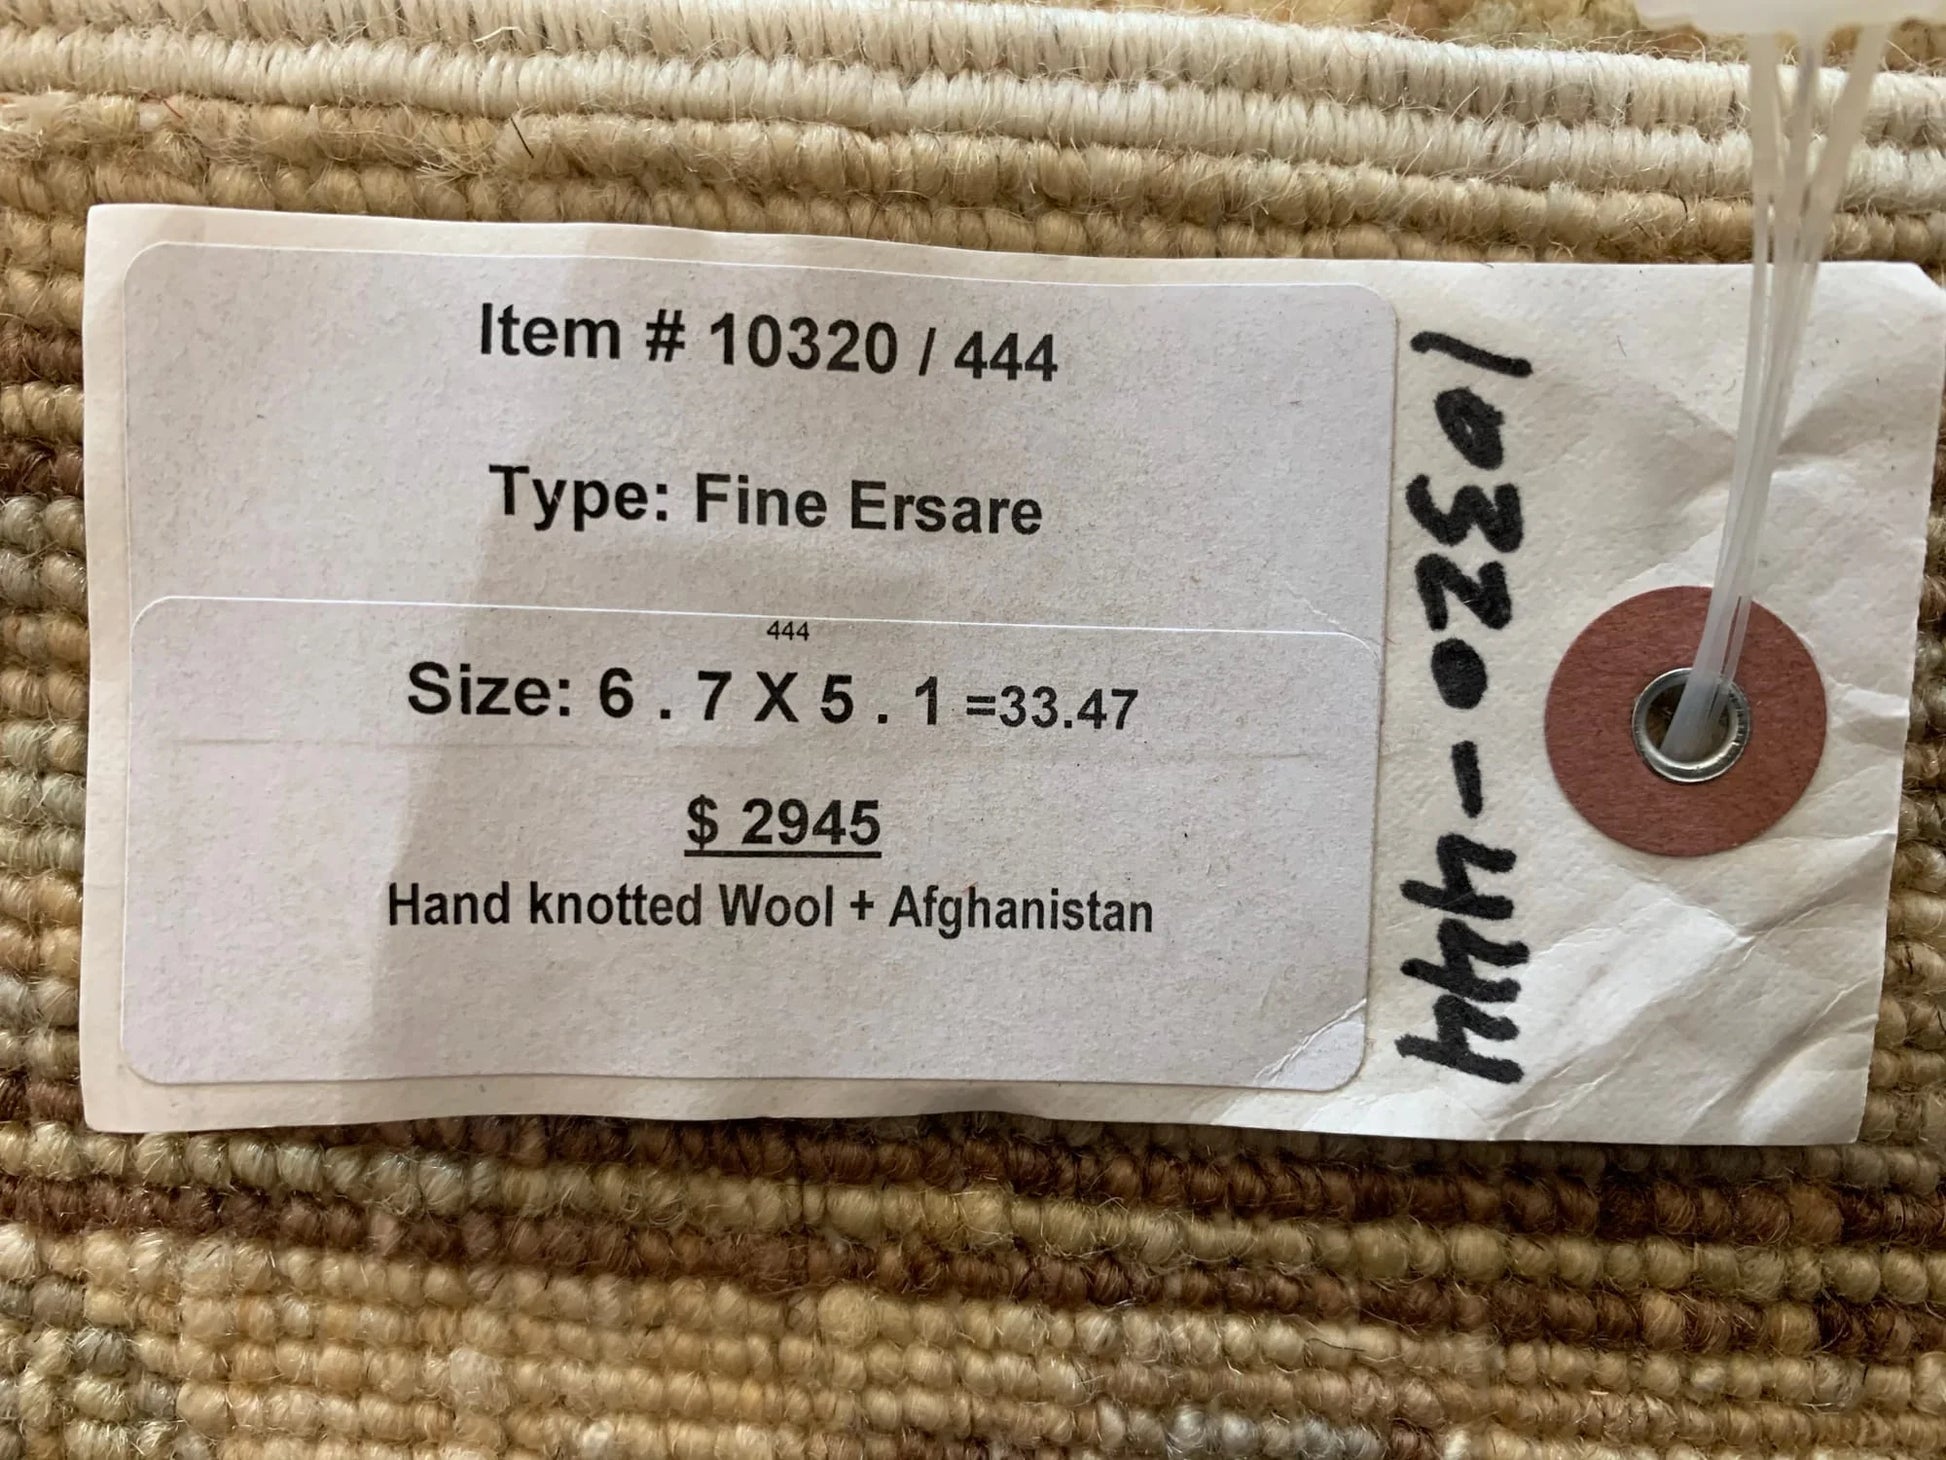 Item # 10320 / 444
Type: Fine Ersare
444
Size: 6 . 7 X 5 . 1 =33.47
$ 2945
Hand knotted Wool + Afghanistan
10320-444